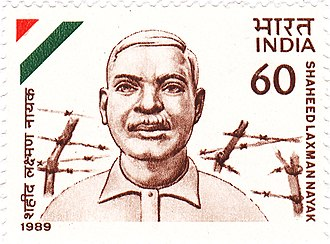 भारत
INDIA
60
SHAHEED LAXMAN NAYAK
शहीद लक्ष्मण नायक
1989